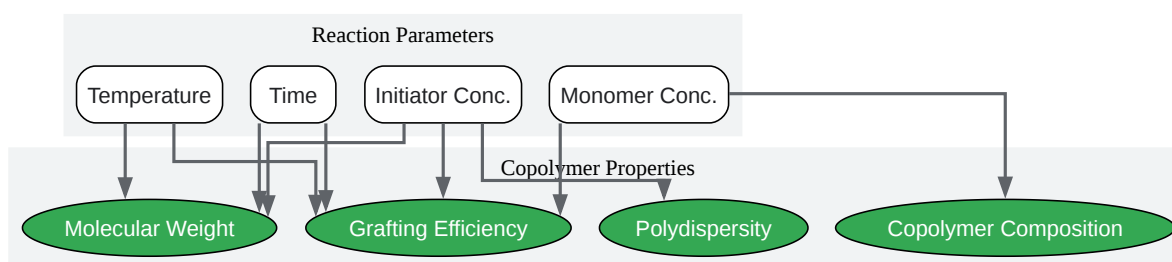 Reaction Parameters
Temperature
Time
Initiator Conc.
Monomer Conc.
Copolymer Properties
Molecular Weight
Grafting Efficiency
Polydispersity
Copolymer Composition